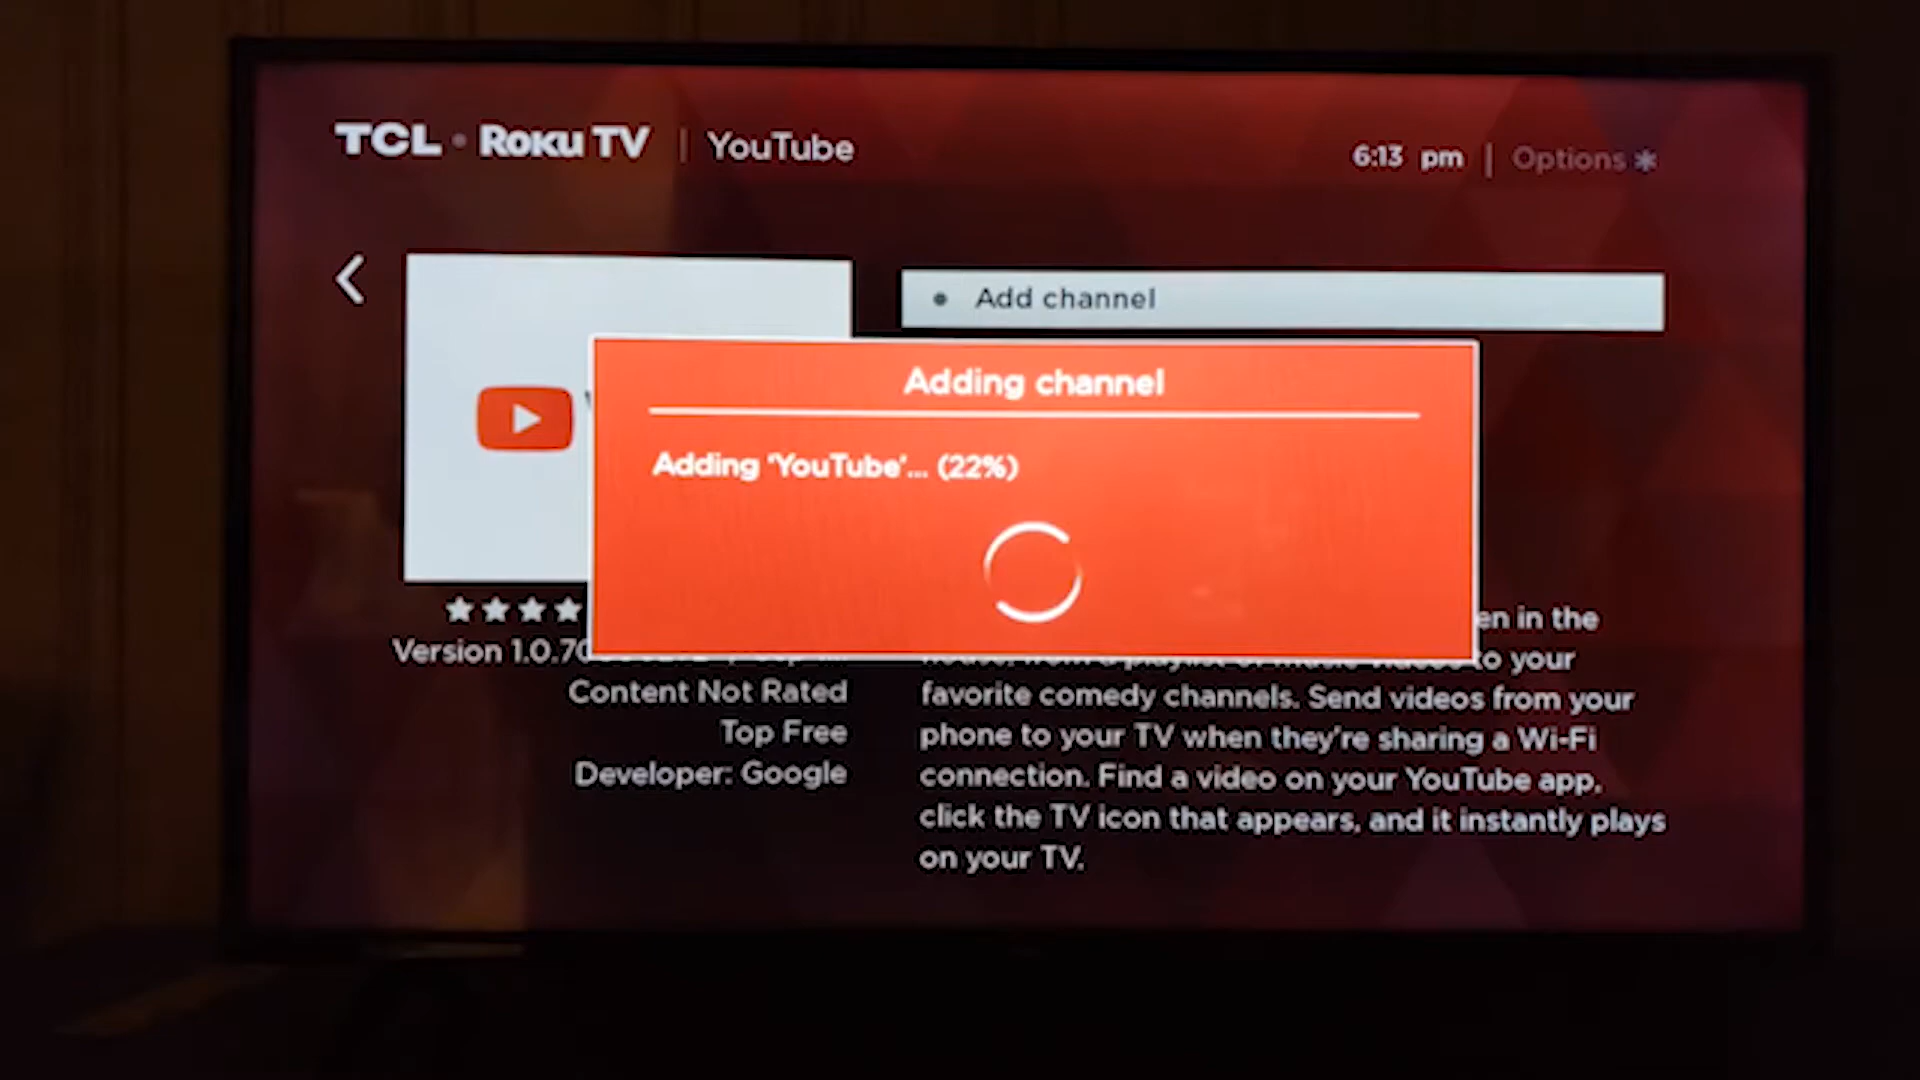 TCL • Roku TV | YouTube
6:13 pm | Options *
Add channel
Adding channel
Adding 'YouTube'... (22%)
en in the
Version 1.0.70
to your
Content Not Rated
favorite comedy channels. Send videos from your
Top Free
phone to your TV when they're sharing a Wi-Fi
Developer: Google
connection. Find a video on your YouTube app,
click the TV icon that appears, and it instantly plays
on your TV.